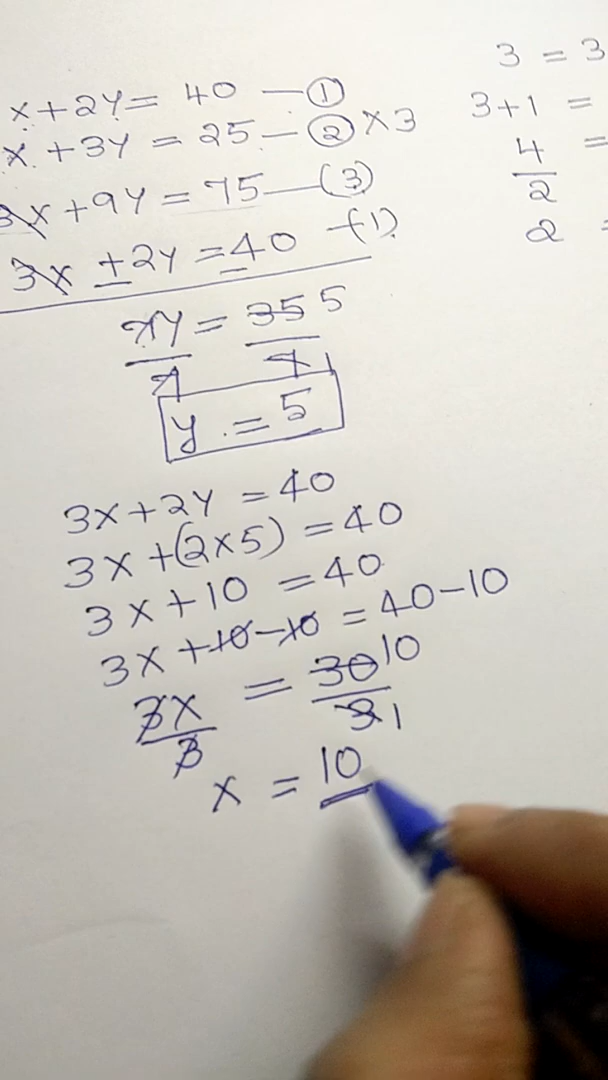 x + 2y = 40 — ①
x + 3y = 25 — ② × 3
3x + 9y = 75 — (3)
3x + 2y = 40 — (1)
7y = 35 5
7 7 1
y = 5
3x + 2y = 40
3x + (2×5) = 40
3x + 10 = 40
3x + 10 - 10 = 40 - 10
3x = 30 10
3 3 1
x = 10
3 = 3
3+1 =
4 =
2
2 =